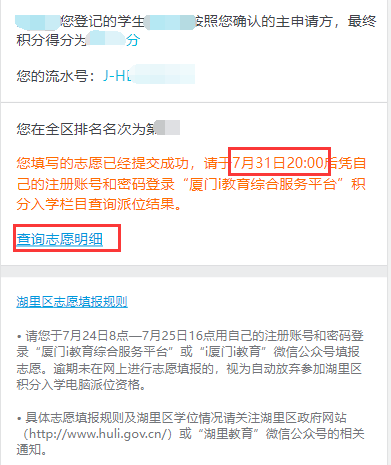 您登记的学生 按照您确认的主申请方，最终
积分得分为 分
您的流水号：J-H
您在全区排名名次为第
您填写的志愿已经提交成功，请于7月31日20:00后凭自
己的注册账号和密码登录“厦门i教育综合服务平台”积
分入学栏目查询派位结果。
查询志愿明细
湖里区志愿填报规则
• 请您于7月24日8点—7月25日16点用自己的注册账号和密码登
录“厦门i教育综合服务平台”或“i厦门i教育”微信公众号填报
志愿。逾期未在网上进行志愿填报的，视为自动放弃参加湖里区
积分入学电脑派位资格。
• 具体志愿填报规则及湖里区学位情况请关注湖里区政府网站
（http://www.huli.gov.cn/）或“湖里教育”微信公众号的相关
通知。